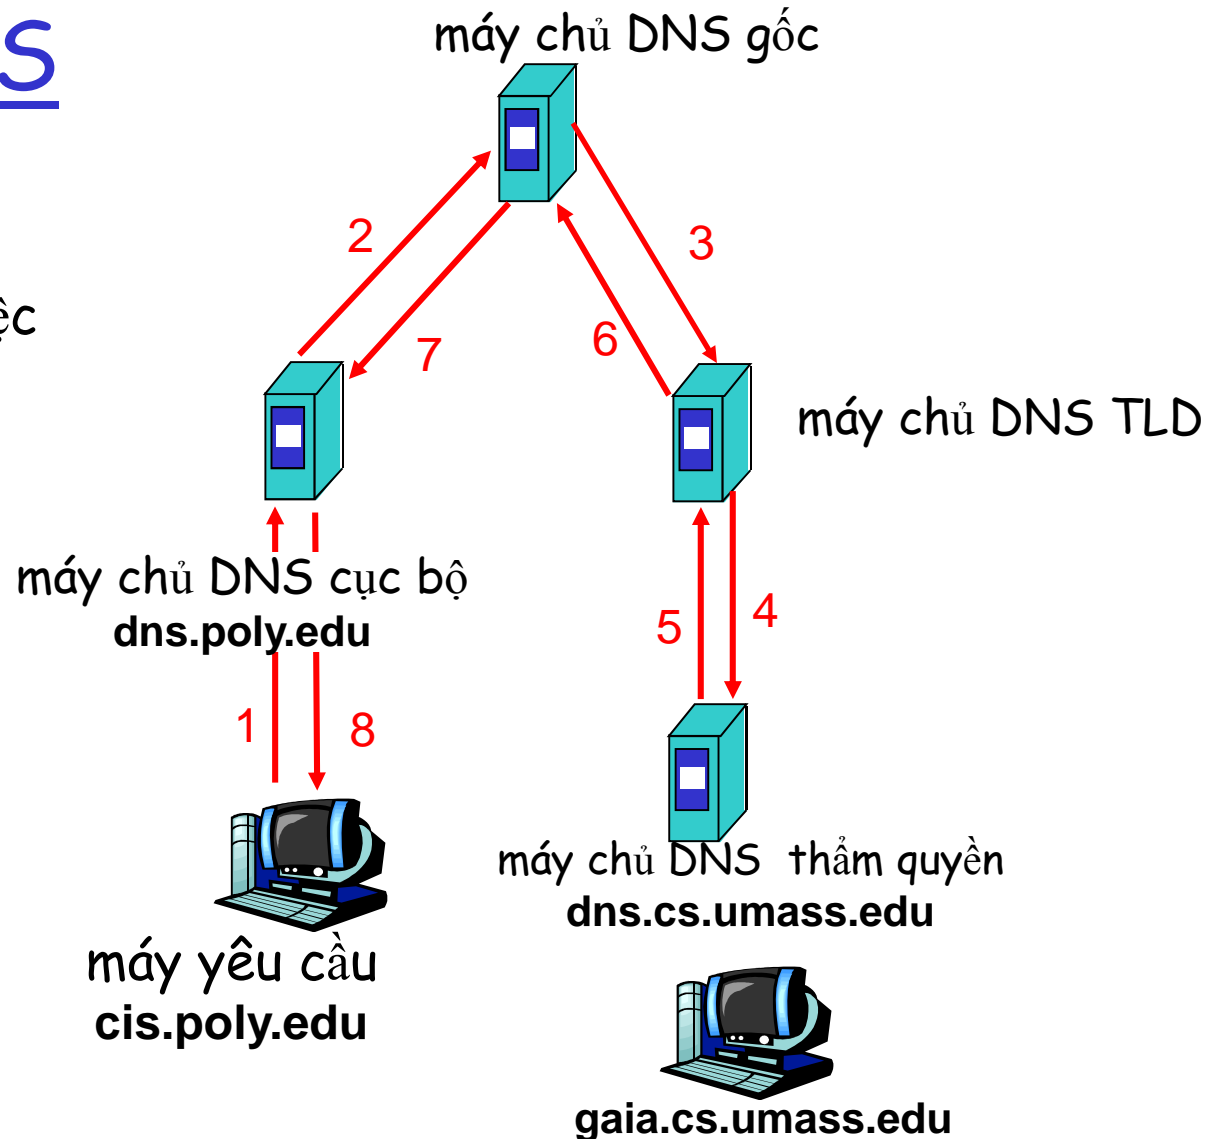 S
máy chủ DNS gốc
2
3
ệc
7
6
máy chủ DNS TLD
máy chủ DNS cục bộ
dns.poly.edu
5
4
1
8
máy chủ DNS thẩm quyền
dns.cs.umass.edu
máy yêu cầu
cis.poly.edu
gaia.cs.umass.edu